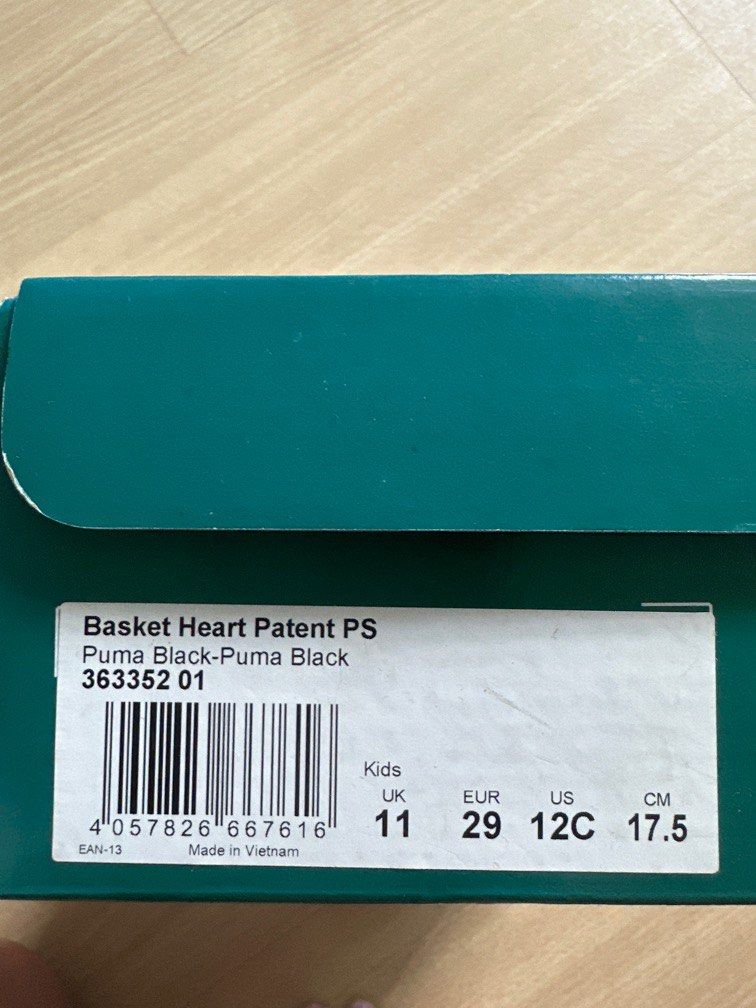 Basket Heart Patent PS
Puma Black-Puma Black
363352 01
Kids
UK EUR US CM
11 29 12C 17.5
4 057826 667616
EAN-13 Made in Vietnam